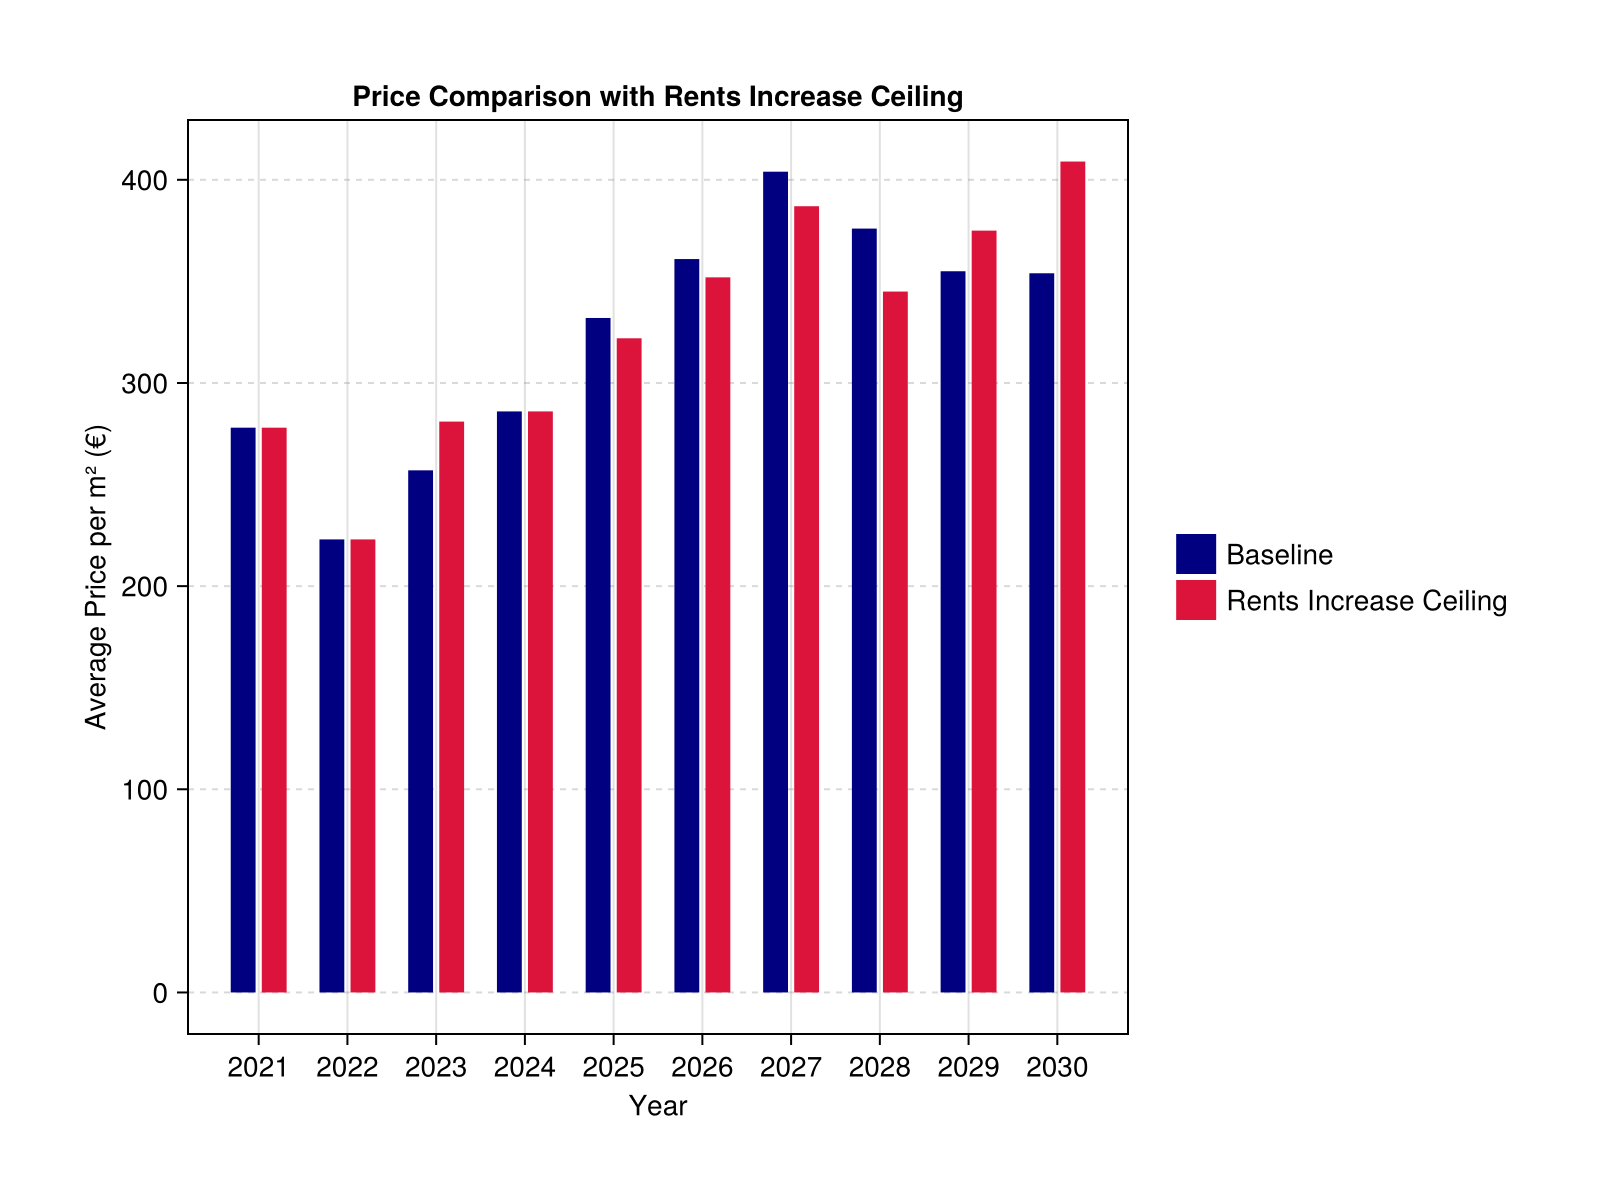 Price Comparison with Rents Increase Ceiling
Average Price per m² (€)
400
300
200
100
0
2021 2022 2023 2024 2025 2026 2027 2028 2029 2030
Year
Baseline
Rents Increase Ceiling